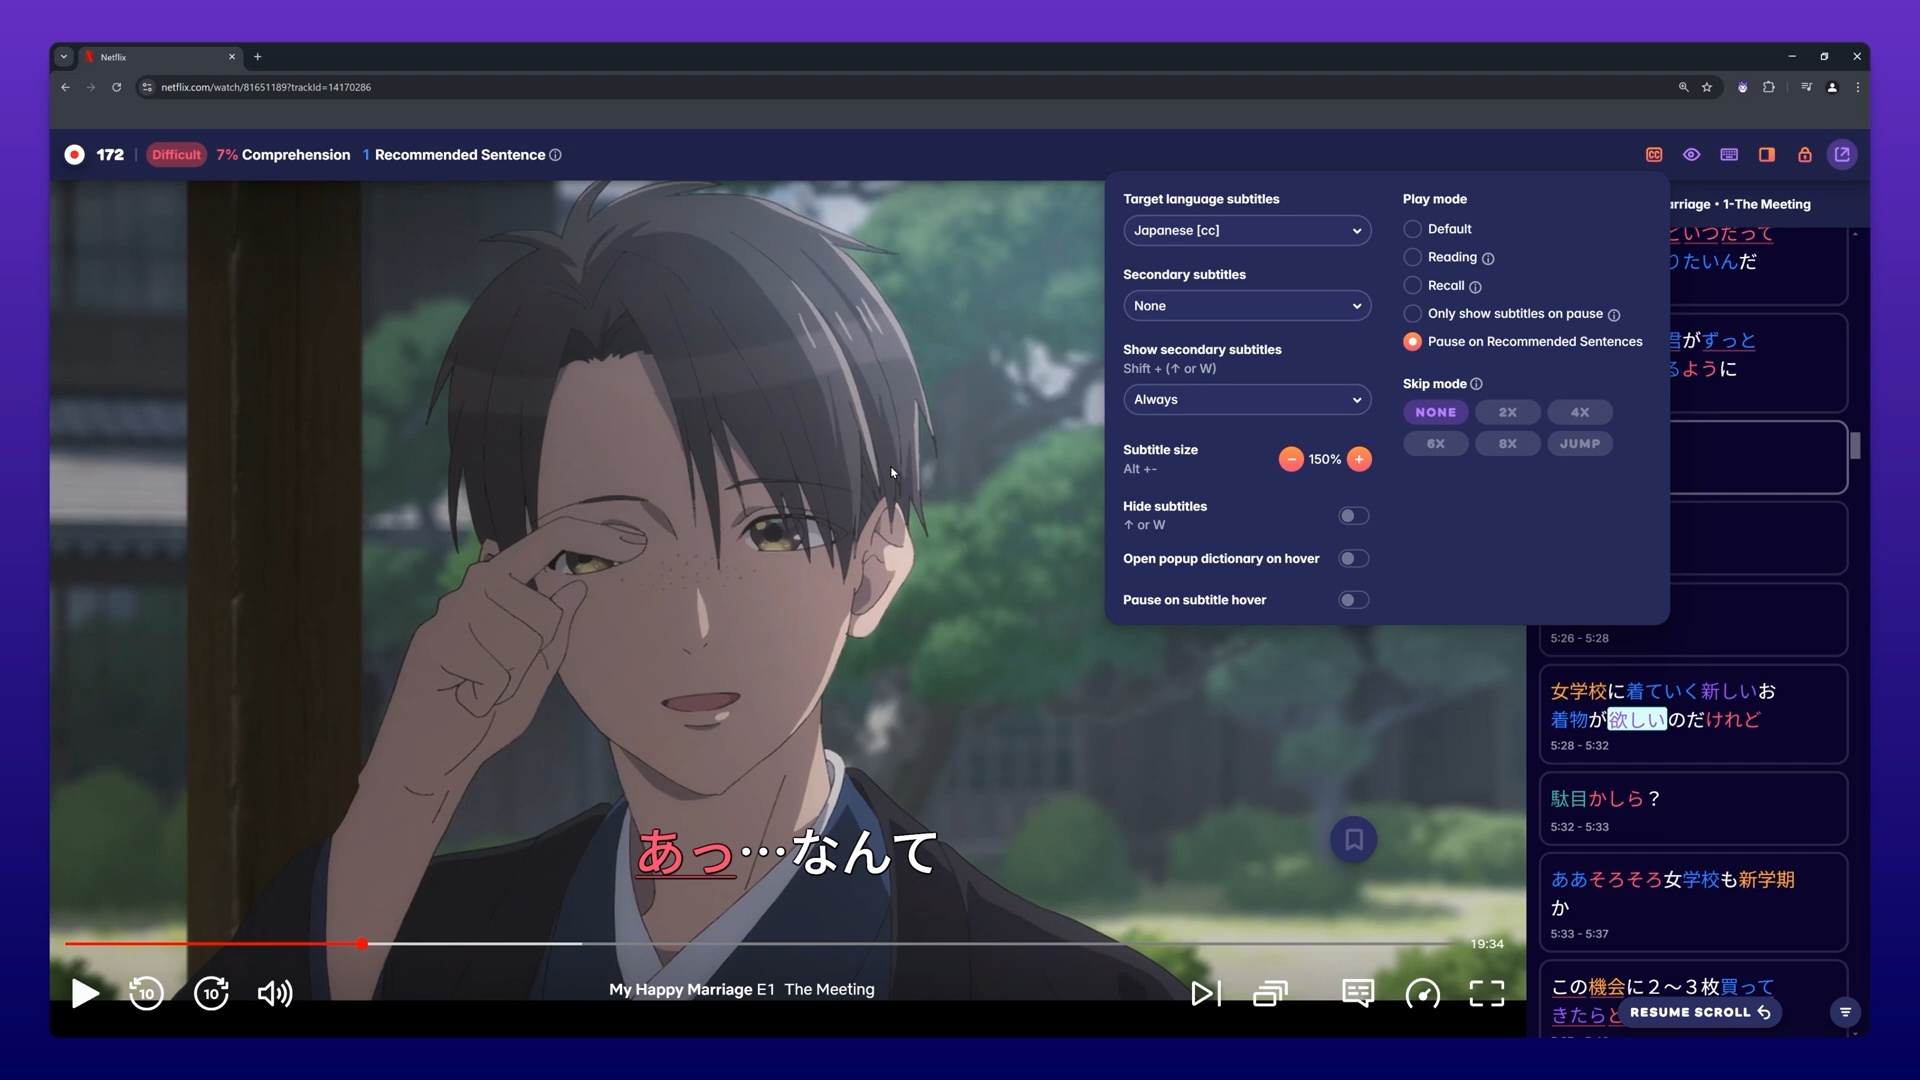 Netflix
netflix.com/watch/81651189?trackId=14170286
172
Difficult
7% Comprehension
1 Recommended Sentence
Target language subtitles
Japanese [cc]
Secondary subtitles
None
Show secondary subtitles
Shift + (↑ or W)
Always
Subtitle size
Alt +-
150%
Hide subtitles
↑ or W
Open popup dictionary on hover
Pause on subtitle hover
Play mode
Default
Reading
Recall
Only show subtitles on pause
Pause on Recommended Sentences
Skip mode
NONE 2X 4X
6X 8X JUMP
arriage • 1-The Meeting
といつだって
りたいんだ
君がずっと
るように
5:26 - 5:28
女学校に着ていく新しいお
着物が欲しいのだけれど
5:28 - 5:32
駄目かしら？
5:32 - 5:33
ああそろそろ女学校も新学期
か
5:33 - 5:37
この機会に２～３枚買って
きたらど
RESUME SCROLL
あっ…なんて
19:34
10
10
My Happy Marriage E1 The Meeting